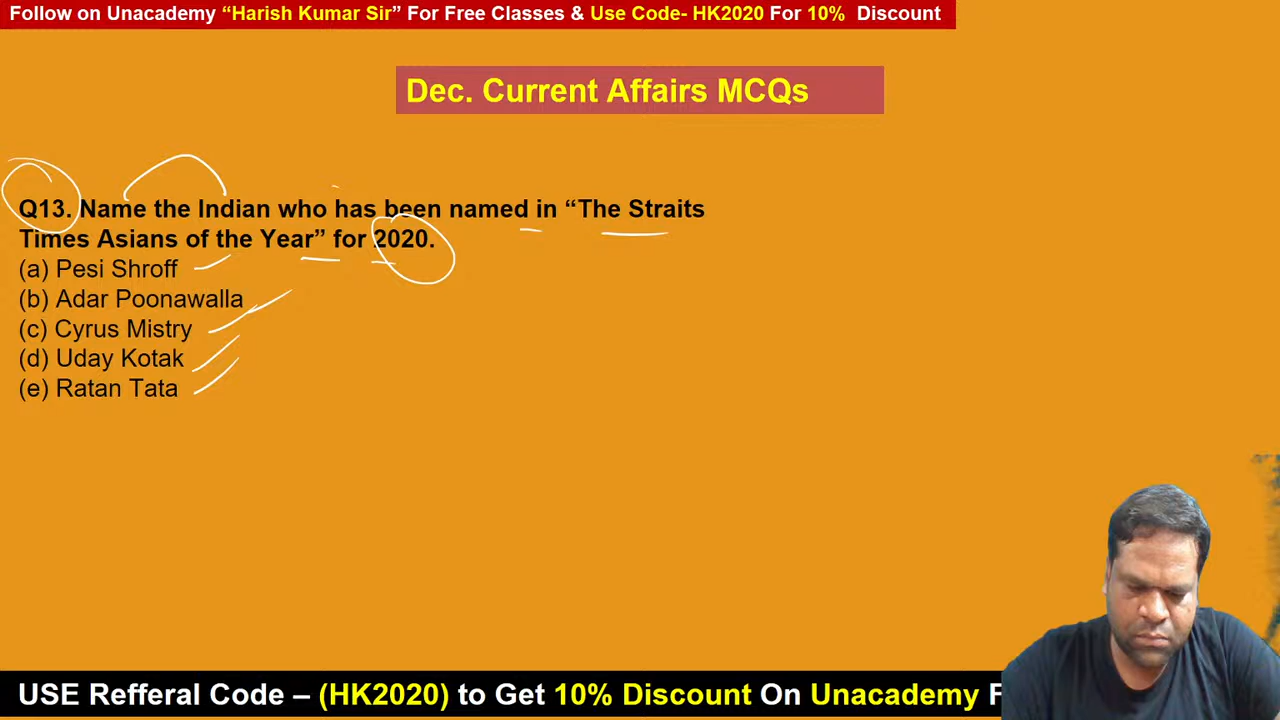 Follow on Unacademy “Harish Kumar Sir” For Free Classes & Use Code- HK2020 For 10% Discount
Dec. Current Affairs MCQs
Q13. Name the Indian who has been named in “The Straits
Times Asians of the Year” for 2020.
(a) Pesi Shroff
(b) Adar Poonawalla
(c) Cyrus Mistry
(d) Uday Kotak
(e) Ratan Tata
USE Refferal Code – (HK2020) to Get 10% Discount On Unacademy F